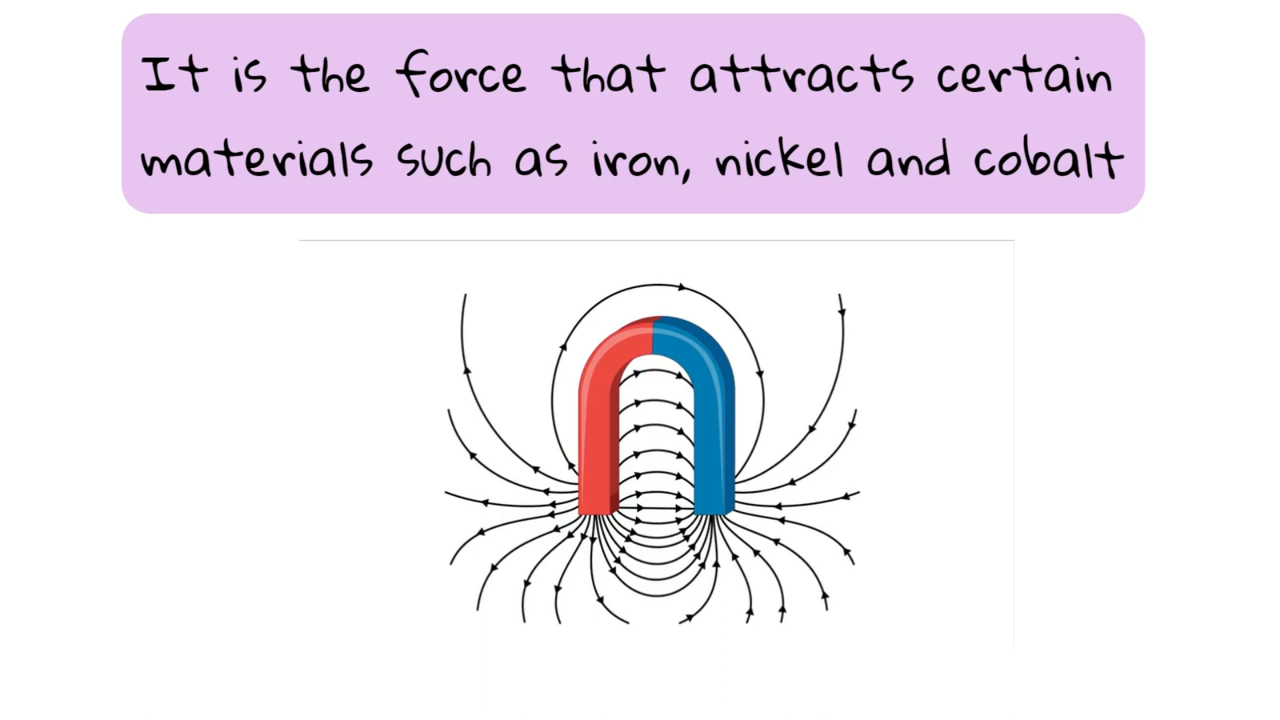 It is the force that attracts certain
materials such as iron, nickel and cobalt